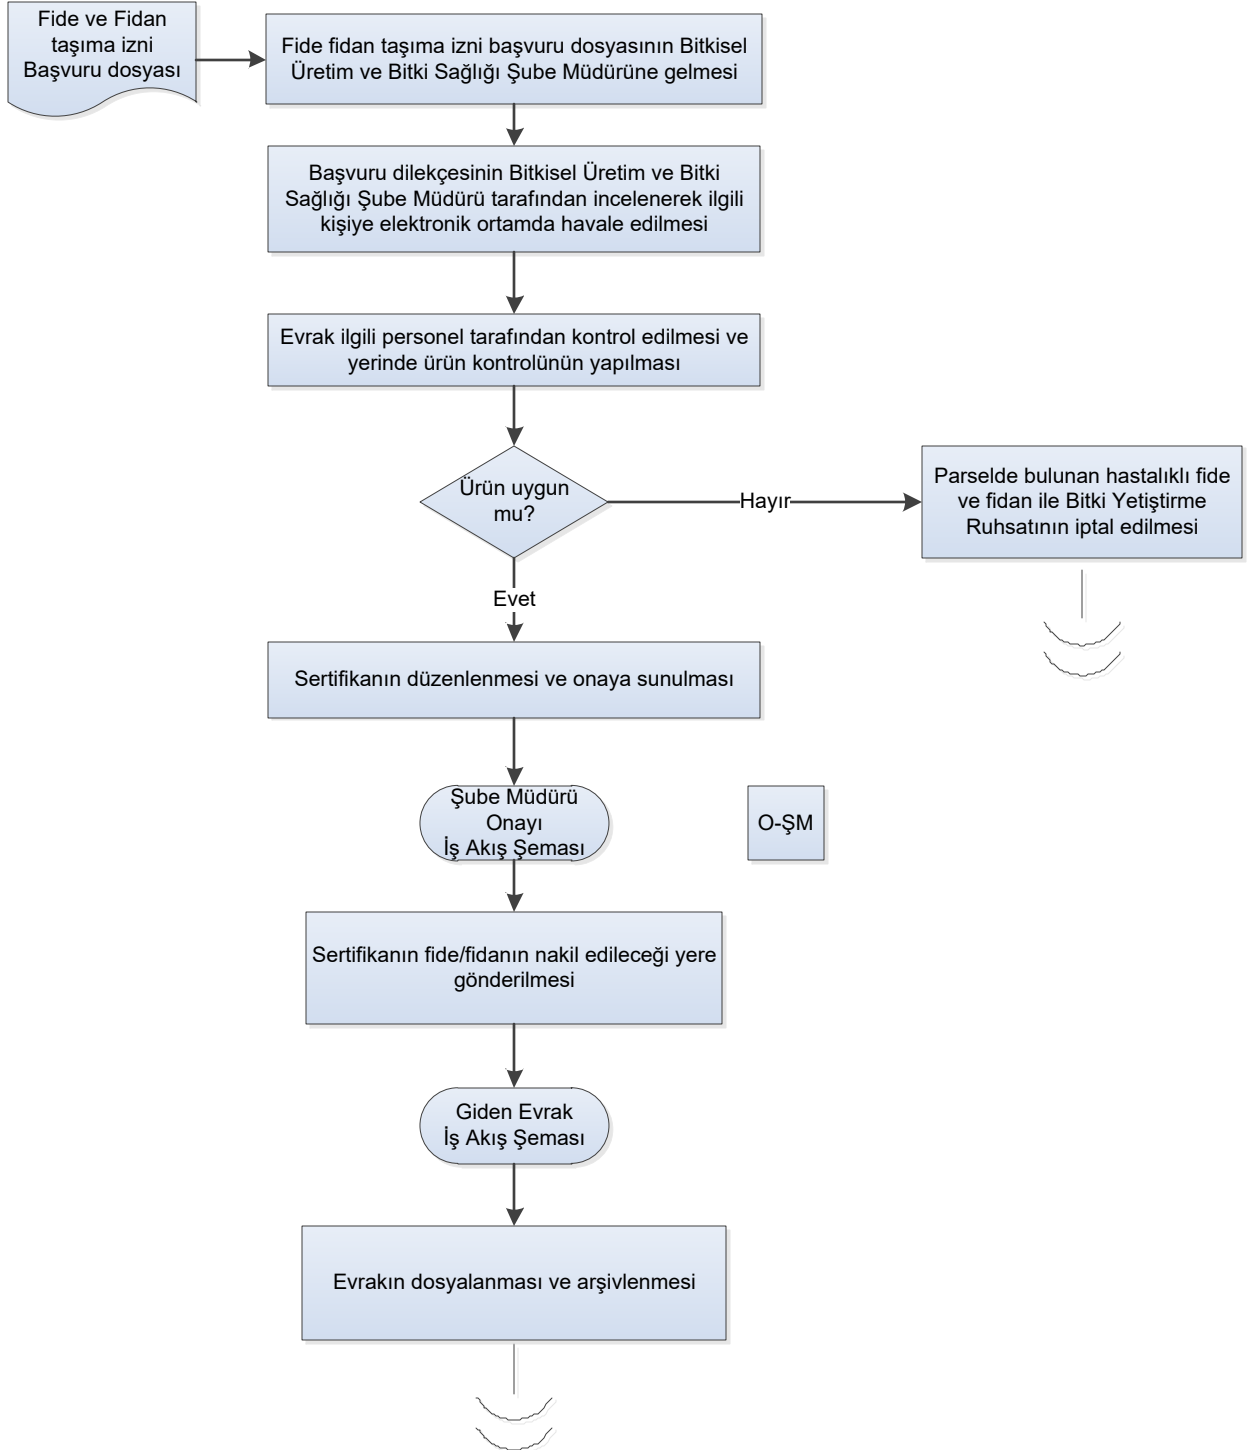 Fide ve Fidan
taşıma izni
Başvuru dosyası
Fide fidan taşıma izni başvuru dosyasının Bitkisel
Üretim ve Bitki Sağlığı Şube Müdürüne gelmesi
Başvuru dilekçesinin Bitkisel Üretim ve Bitki
Sağlığı Şube Müdürü tarafından incelenerek ilgili
kişiye elektronik ortamda havale edilmesi
Evrak ilgili personel tarafından kontrol edilmesi ve
yerinde ürün kontrolünün yapılması
Ürün uygun
mu?
Hayır
Parselde bulunan hastalıklı fide
ve fidan ile Bitki Yetiştirme
Ruhsatının iptal edilmesi
Evet
Sertifikanın düzenlenmesi ve onaya sunulması
Şube Müdürü
Onayı
İş Akış Şeması
O-ŞM
Sertifikanın fide/fidanın nakil edileceği yere
gönderilmesi
Giden Evrak
İş Akış Şeması
Evrakın dosyalanması ve arşivlenmesi